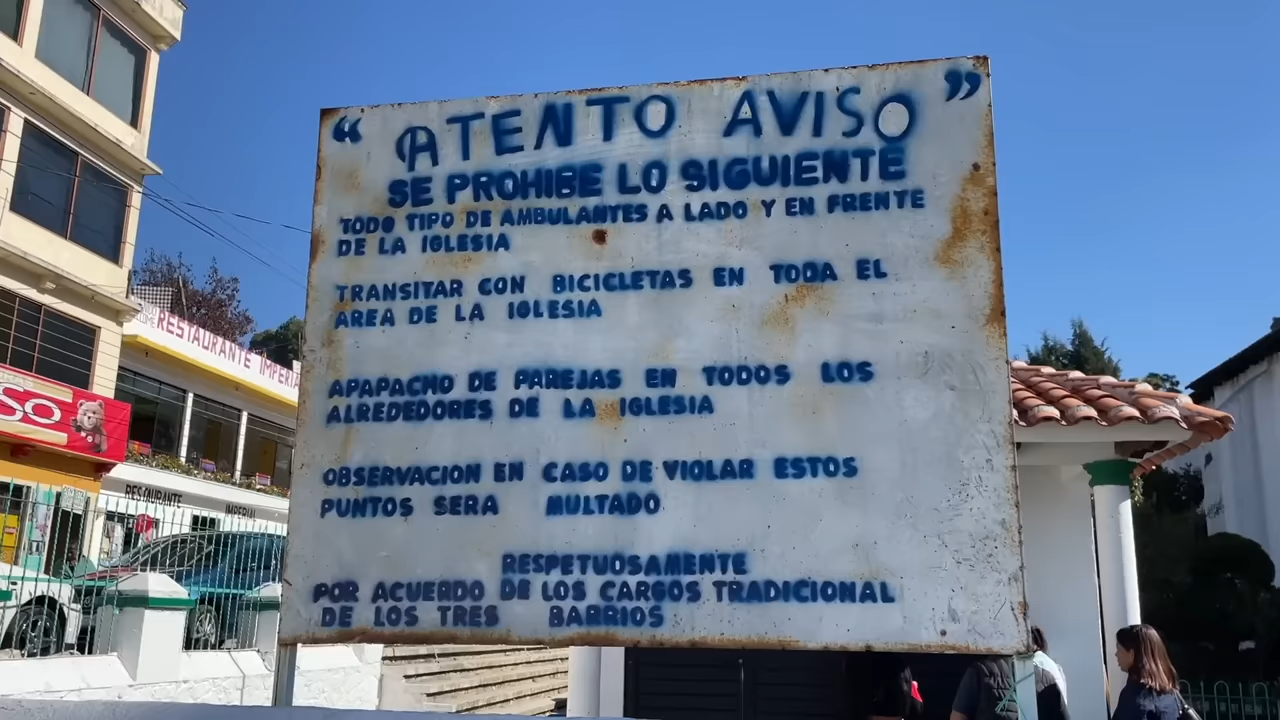 “ ATENTO AVISO ”
SE PROHIBE LO SIGUIENTE
TODO TIPO DE AMBULANTES A LADO Y EN FRENTE
DE LA IGLESIA
TRANSITAR CON BICICLETAS EN TODA EL
AREA DE LA IGLESIA
APAPACHO DE PAREJAS EN TODOS LOS
ALREDEDORES DE LA IGLESIA
OBSERVACION EN CASO DE VIOLAR ESTOS
PUNTOS SERA MULTADO
RESPETUOSAMENTE
POR ACUERDO DE LOS CARGOS TRADICIONAL
DE LOS TRES BARRIOS
RESTAURANTE IMPERIA
SO
RESTAURANTE IMPERIAL